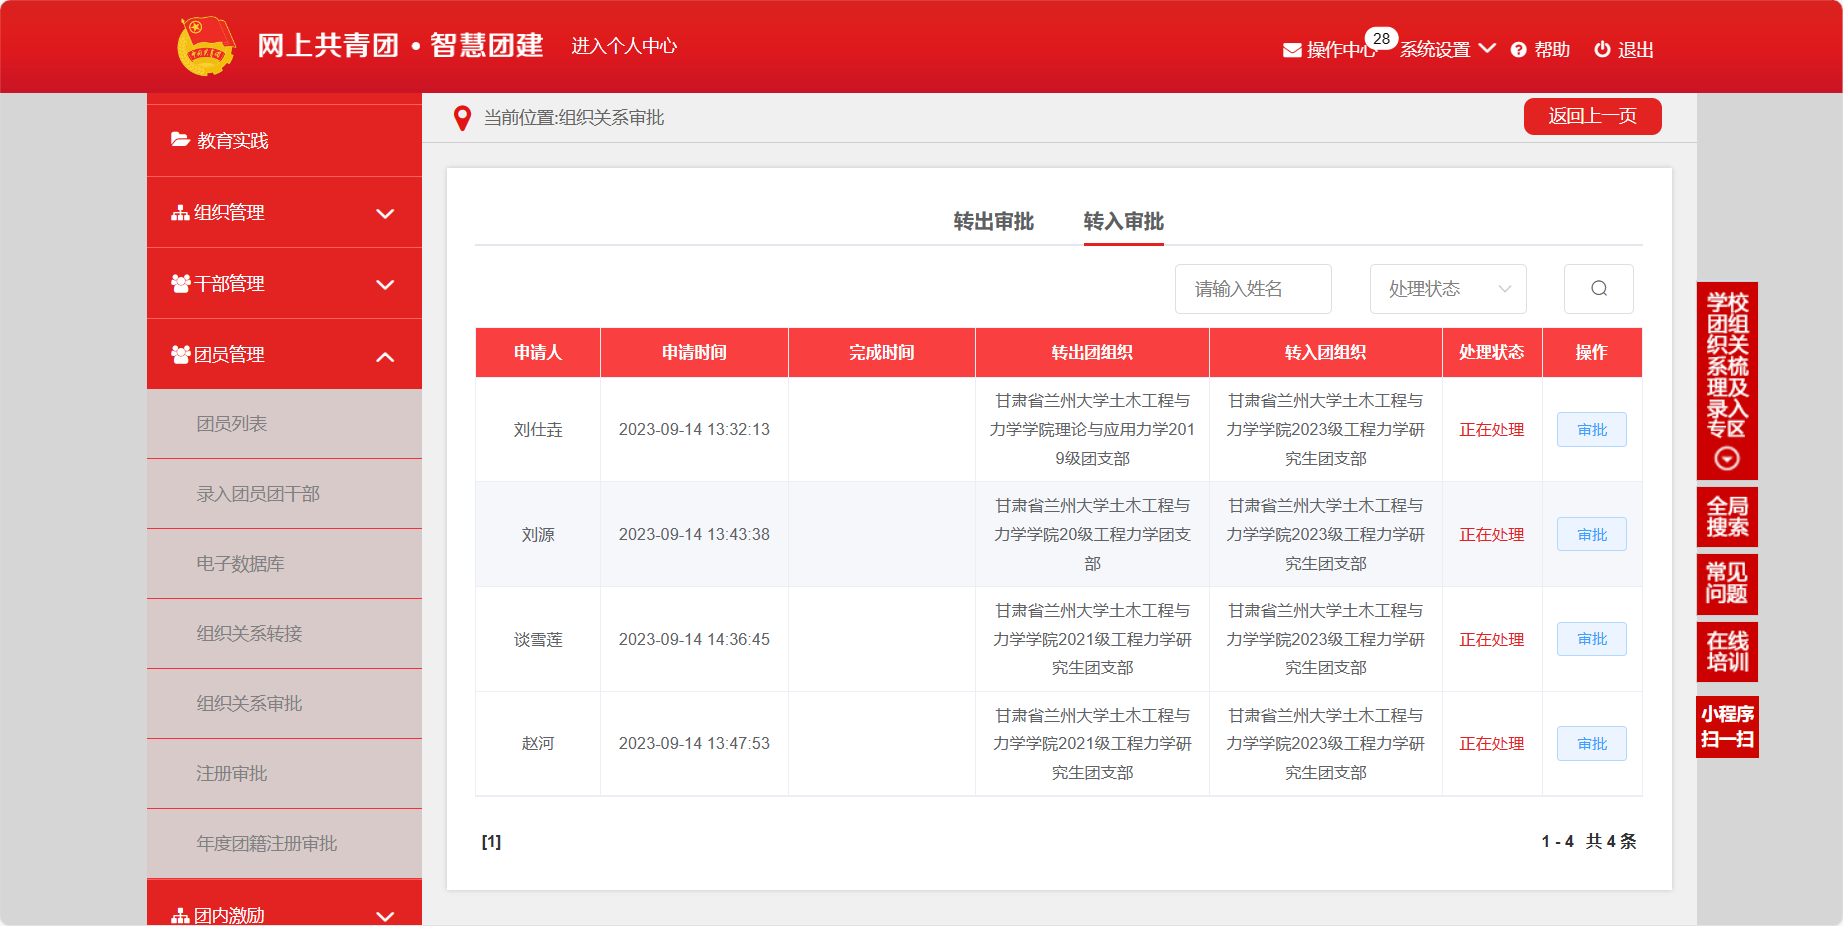 网上共青团·智慧团建
进入个人中心
操作中心
28
系统设置
帮助
退出
教育实践
组织管理
干部管理
团员管理
团员列表
录入团员团干部
电子数据库
组织关系转接
组织关系审批
注册审批
年度团籍注册审批
团内激励
当前位置:组织关系审批
返回上一页
转出审批
转入审批
请输入姓名
处理状态
申请人
申请时间
完成时间
转出团组织
转入团组织
处理状态
操作
刘仕垚
2023-09-14 13:32:13
甘肃省兰州大学土木工程与
力学学院理论与应用力学201
9级团支部
甘肃省兰州大学土木工程与
力学学院2023级工程力学研
究生团支部
正在处理
审批
刘源
2023-09-14 13:43:38
甘肃省兰州大学土木工程与
力学学院20级工程力学团支
部
甘肃省兰州大学土木工程与
力学学院2023级工程力学研
究生团支部
正在处理
审批
谈雪莲
2023-09-14 14:36:45
甘肃省兰州大学土木工程与
力学学院2021级工程力学研
究生团支部
甘肃省兰州大学土木工程与
力学学院2023级工程力学研
究生团支部
正在处理
审批
赵河
2023-09-14 13:47:53
甘肃省兰州大学土木工程与
力学学院2021级工程力学研
究生团支部
甘肃省兰州大学土木工程与
力学学院2023级工程力学研
究生团支部
正在处理
审批
[1]
1 - 4 共 4 条
学校
团组
织关
系梳
理及
录入
专区
全局
搜索
常见
问题
在线
培训
小程序
扫一扫